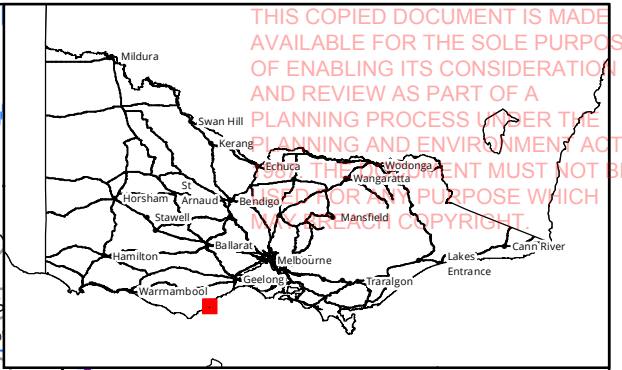 THIS COPIED DOCUMENT IS MADE
AVAILABLE FOR THE SOLE PURPOS
OF ENABLING ITS CONSIDERATION
AND REVIEW AS PART OF A
PLANNING PROCESS UNDER THE
PLANNING AND ENVIRONMENT ACT
THE DOCUMENT MUST NOT BE
USED FOR ANY PURPOSE WHICH
MAY BREACH COPYRIGHT.
Mildura
Swan Hill
Kerang
Echuca
Wodonga
Wangaratta
St
Arnaud
Horsham
Bendigo
Stawell
Mansfield
Ballarat
Cann River
Hamilton
Melbourne
Lakes
Entrance
Geelong
Traralgon
Warrnambool